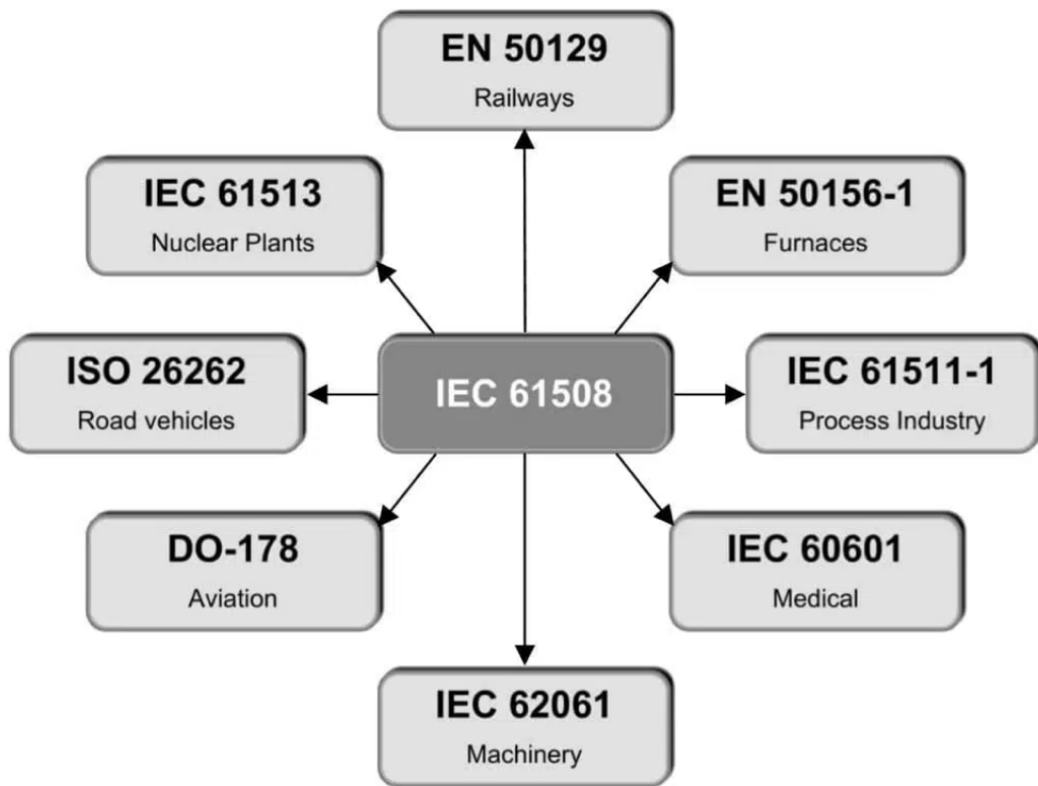 EN 50129
Railways
IEC 61513
Nuclear Plants
EN 50156-1
Furnaces
ISO 26262
Road vehicles
IEC 61508
IEC 61511-1
Process Industry
DO-178
Aviation
IEC 60601
Medical
IEC 62061
Machinery